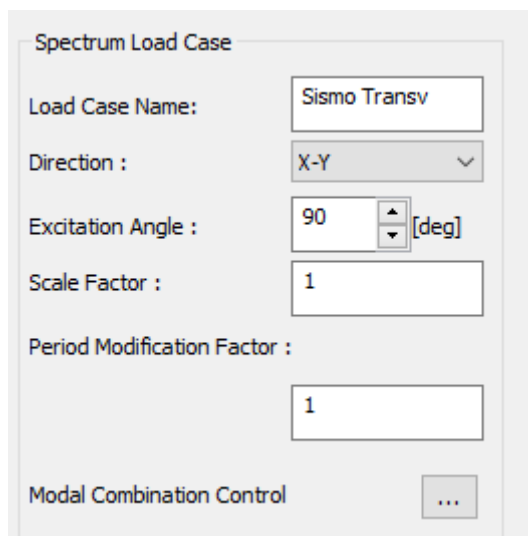 Spectrum Load Case
Load Case Name: Sismo Transv
Direction : X-Y
Excitation Angle : 90 [deg]
Scale Factor : 1
Period Modification Factor :
1
Modal Combination Control ...